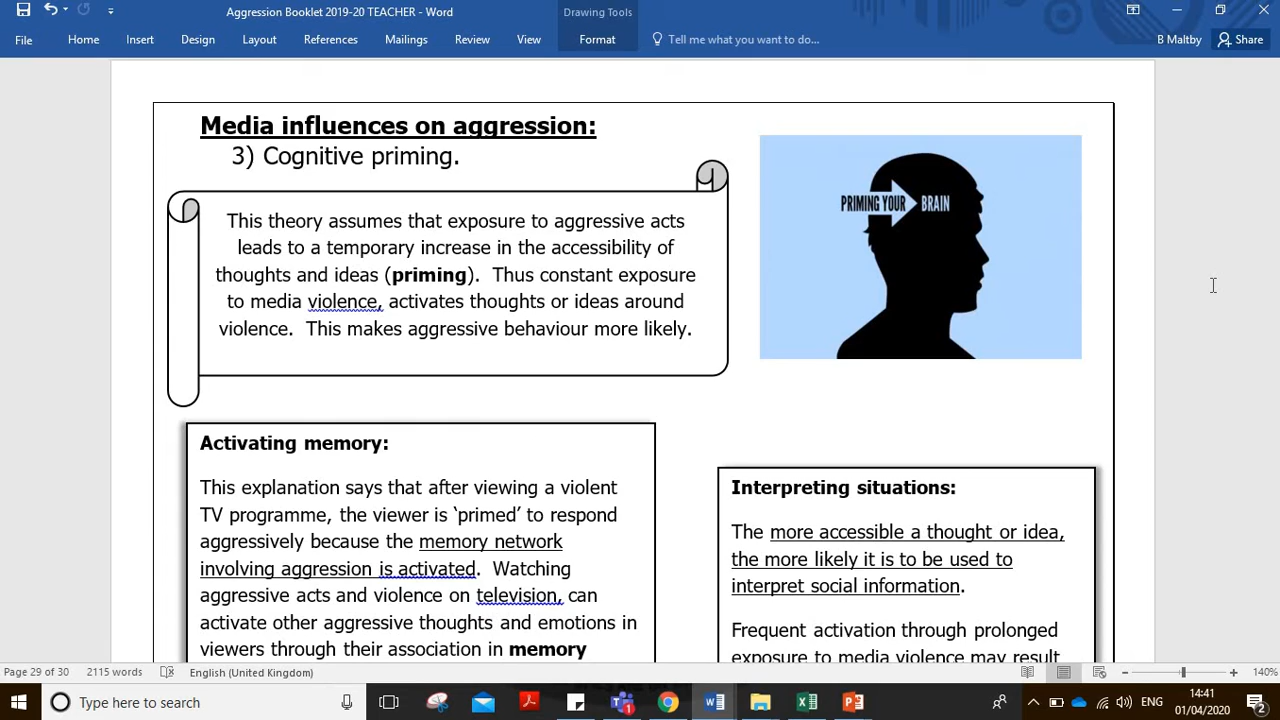 Aggression Booklet 2019-20 TEACHER - Word
Drawing Tools
File
Home
Insert
Design
Layout
References
Mailings
Review
View
Format
Tell me what you want to do...
B Maltby
Share
Media influences on aggression:
3) Cognitive priming.
This theory assumes that exposure to aggressive acts
leads to a temporary increase in the accessibility of
thoughts and ideas (priming). Thus constant exposure
to media violence, activates thoughts or ideas around
violence. This makes aggressive behaviour more likely.
PRIMING YOUR BRAIN
Activating memory:
This explanation says that after viewing a violent
TV programme, the viewer is ‘primed’ to respond
aggressively because the memory network
involving aggression is activated. Watching
aggressive acts and violence on television, can
activate other aggressive thoughts and emotions in
viewers through their association in memory
Interpreting situations:
The more accessible a thought or idea,
the more likely it is to be used to
interpret social information.
Frequent activation through prolonged
exposure to media violence may result
Page 29 of 30
2115 words
English (United Kingdom)
140%
Type here to search
ENG
14:41
01/04/2020
1
2